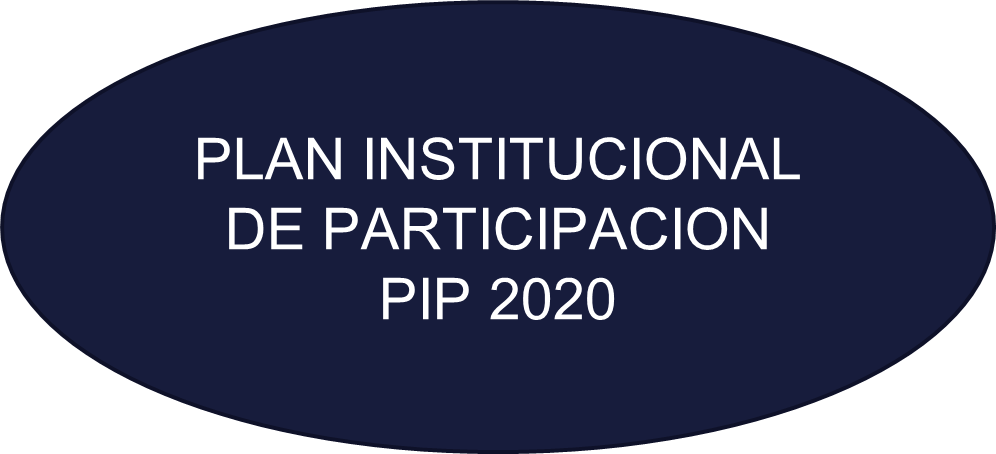 PLAN INSTITUCIONAL
DE PARTICIPACION
PIP 2020